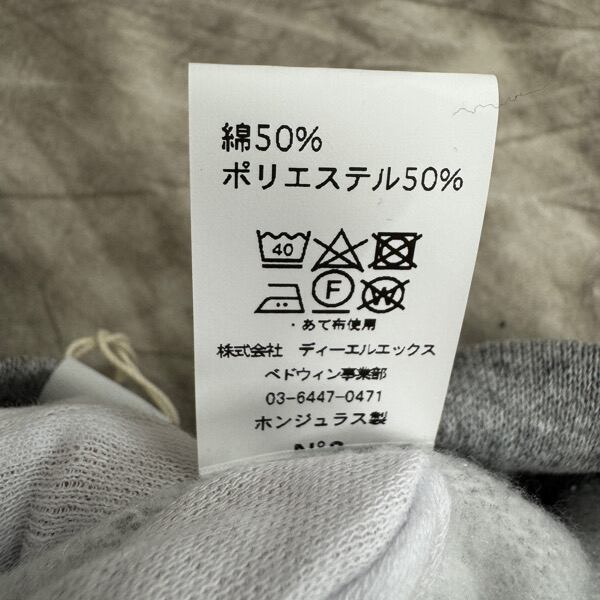 綿50%
ポリエステル50%
40
F W
・あて布使用
株式会社 ディーエルエックス
ベドウィン事業部
03-6447-0471
ホンジュラス製